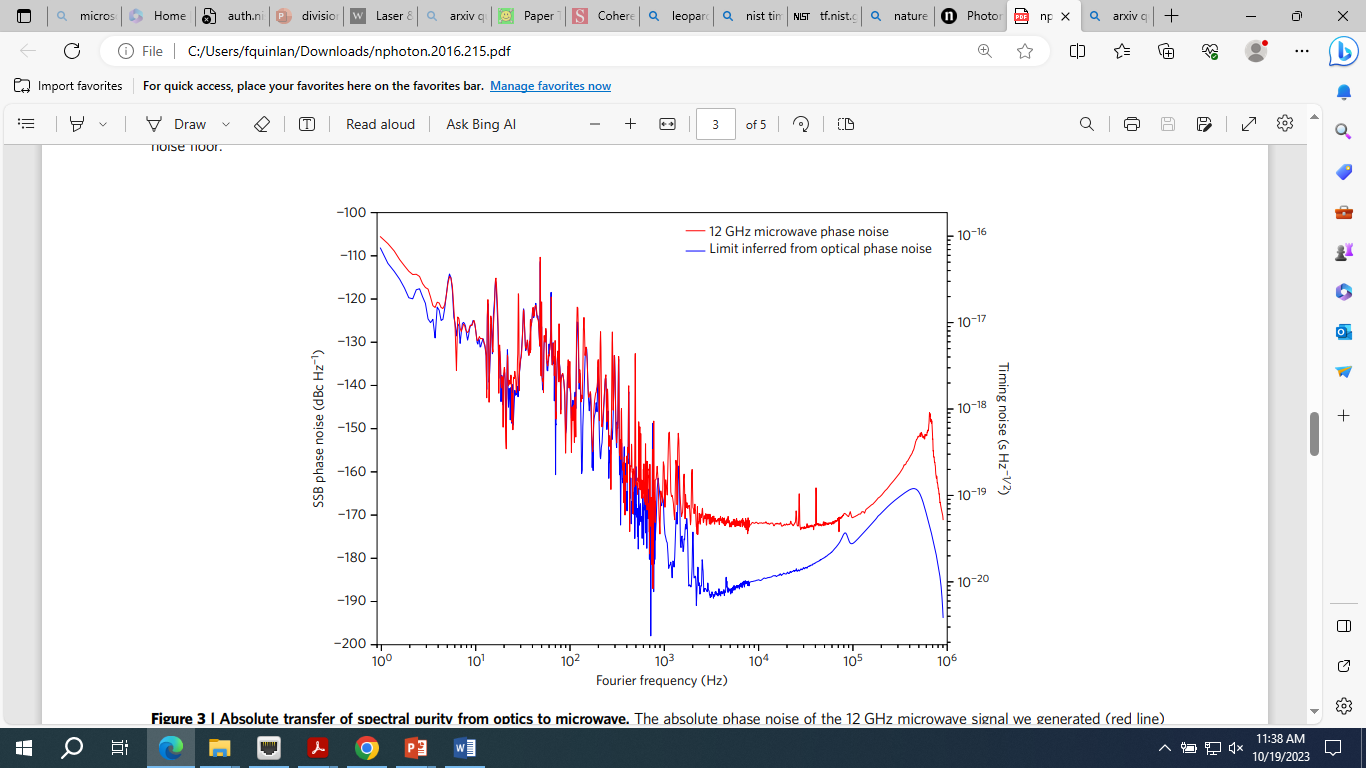 micros
Home
auth.ni
division
Laser &
arxiv q
Paper T
Cohere
leopard
nist tim
NIST tf.nist.g
nature
Photon
np
arxiv q
File
C:/Users/fquinlan/Downloads/nphoton.2016.215.pdf
Import favorites
For quick access, place your favorites here on the favorites bar. Manage favorites now
Draw
Read aloud
Ask Bing AI
3
of 5
noise floor.
12 GHz microwave phase noise
Limit inferred from optical phase noise
SSB phase noise (dBc Hz⁻¹)
−100
−110
−120
−130
−140
−150
−160
−170
−180
−190
−200
10⁻¹⁶
10⁻¹⁷
10⁻¹⁸
10⁻¹⁹
10⁻²⁰
Timing noise (s Hz⁻¹/²)
10⁰ 10¹ 10² 10³ 10⁴ 10⁵ 10⁶
Fourier frequency (Hz)
Figure 3 | Absolute transfer of spectral purity from optics to microwave. The absolute phase noise of the 12 GHz microwave signal we generated (red line)
11:38 AM
10/19/2023